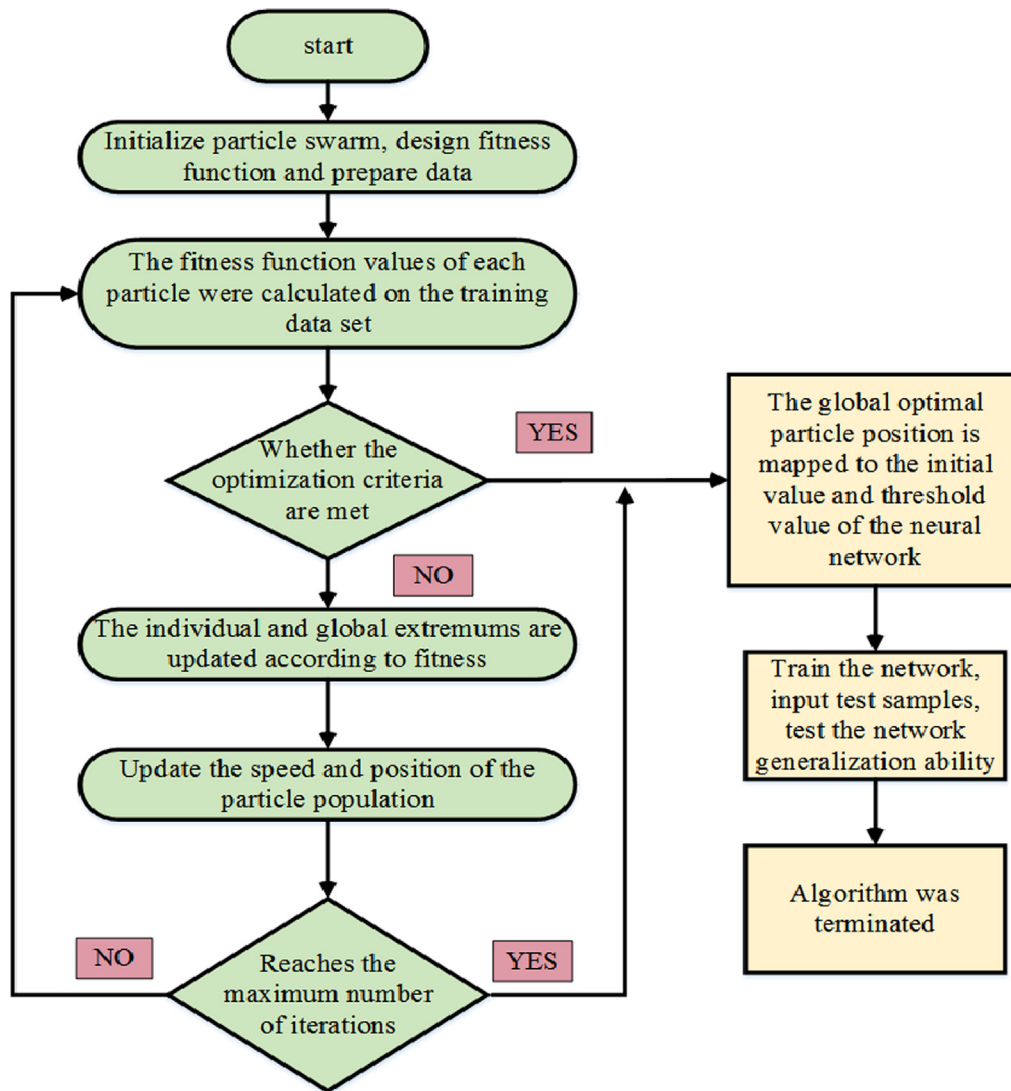 start
Initialize particle swarm, design fitness
function and prepare data
The fitness function values of each
particle were calculated on the training
data set
Whether the
optimization criteria
are met
YES
NO
The individual and global extremums are
updated according to fitness
Update the speed and position of the
particle population
Reaches the
maximum number
of iterations
NO
YES
The global optimal
particle position is
mapped to the initial
value and threshold
value of the neural
network
Train the network,
input test samples,
test the network
generalization ability
Algorithm was
terminated